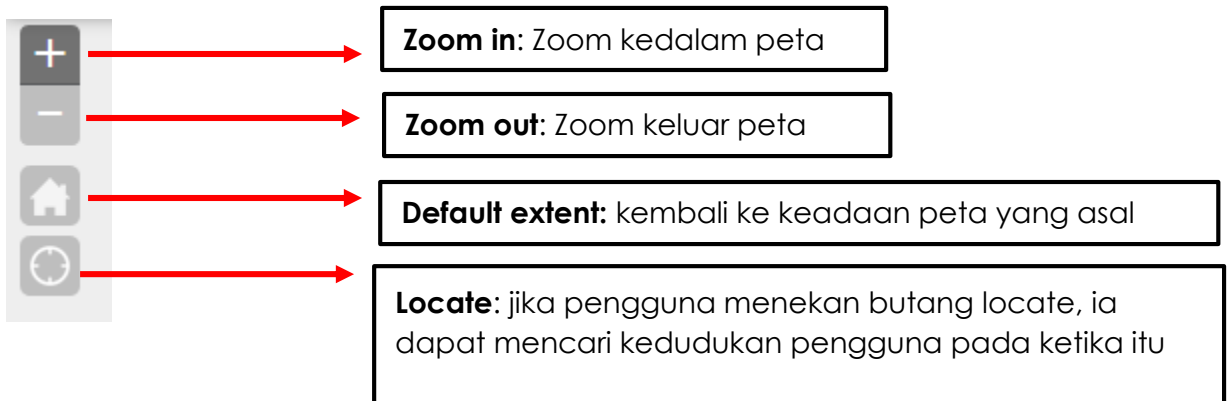 Zoom in: Zoom kedalam peta
Zoom out: Zoom keluar peta
Default extent: kembali ke keadaan peta yang asal
Locate: jika pengguna menekan butang locate, ia
dapat mencari kedudukan pengguna pada ketika itu